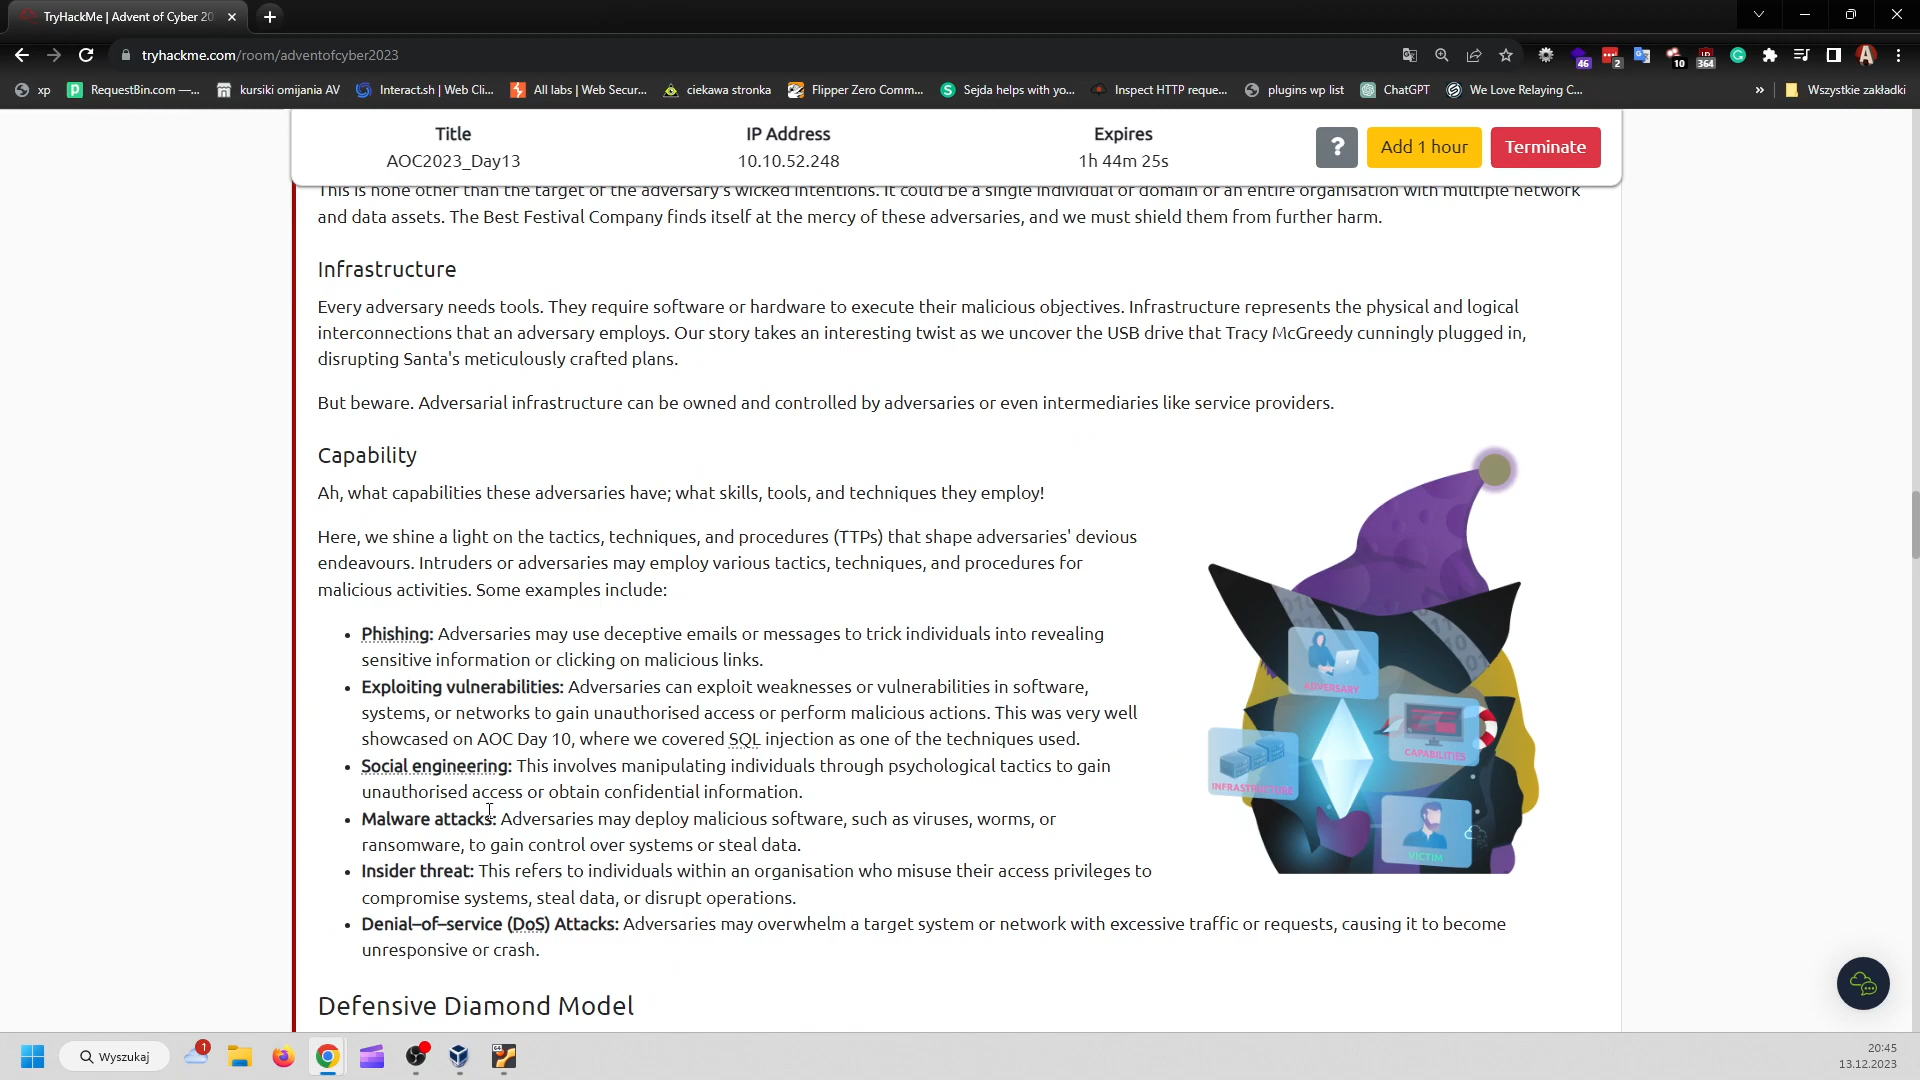 TryHackMe | Advent of Cyber 20
tryhackme.com/room/adventofcyber2023
46
2
10
364
xp
RequestBin.com —...
kursiki omijania AV
Interact.sh | Web Cli...
All labs | Web Secur...
ciekawa stronka
Flipper Zero Comm...
Sejda helps with yo...
Inspect HTTP reque...
plugins wp list
ChatGPT
We Love Relaying C...
»
Wszystkie zakładki
Title
IP Address
Expires
AOC2023_Day13
10.10.52.248
1h 44m 25s
?
Add 1 hour
Terminate
This is none other than the target of the adversary's wicked intentions. It could be a single individual or domain or an entire organisation with multiple network
and data assets. The Best Festival Company finds itself at the mercy of these adversaries, and we must shield them from further harm.
Infrastructure
Every adversary needs tools. They require software or hardware to execute their malicious objectives. Infrastructure represents the physical and logical
interconnections that an adversary employs. Our story takes an interesting twist as we uncover the USB drive that Tracy McGreedy cunningly plugged in,
disrupting Santa's meticulously crafted plans.
But beware. Adversarial infrastructure can be owned and controlled by adversaries or even intermediaries like service providers.
Capability
Ah, what capabilities these adversaries have; what skills, tools, and techniques they employ!
Here, we shine a light on the tactics, techniques, and procedures (TTPs) that shape adversaries' devious
endeavours. Intruders or adversaries may employ various tactics, techniques, and procedures for
malicious activities. Some examples include:
• Phishing: Adversaries may use deceptive emails or messages to trick individuals into revealing
sensitive information or clicking on malicious links.
• Exploiting vulnerabilities: Adversaries can exploit weaknesses or vulnerabilities in software,
systems, or networks to gain unauthorised access or perform malicious actions. This was very well
showcased on AOC Day 10, where we covered SQL injection as one of the techniques used.
• Social engineering: This involves manipulating individuals through psychological tactics to gain
unauthorised access or obtain confidential information.
• Malware attacks: Adversaries may deploy malicious software, such as viruses, worms, or
ransomware, to gain control over systems or steal data.
• Insider threat: This refers to individuals within an organisation who misuse their access privileges to
compromise systems, steal data, or disrupt operations.
• Denial–of–service (DoS) Attacks: Adversaries may overwhelm a target system or network with excessive traffic or requests, causing it to become
unresponsive or crash.
ADVERSARY
CAPABILITIES
INFRASTRUCTURE
VICTIM
Defensive Diamond Model
Wyszukaj
1
64
20:45
13.12.2023